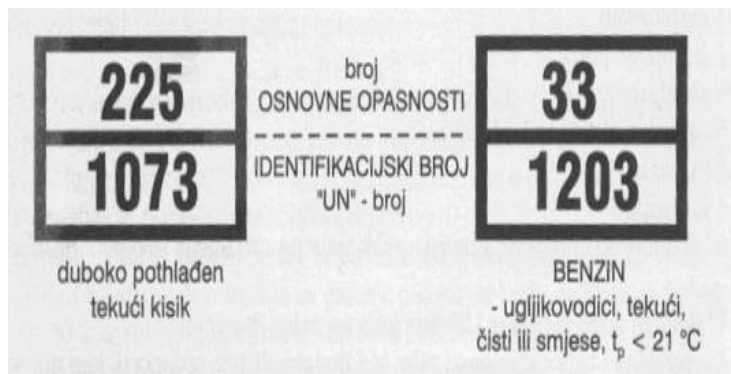 225
1073
duboko pothlađen
tekući kisik
broj
OSNOVNE OPASNOSTI
IDENTIFIKACIJSKI BROJ
"UN" - broj
33
1203
BENZIN
- ugljikovodici, tekući,
čisti ili smjese, tp < 21 °C